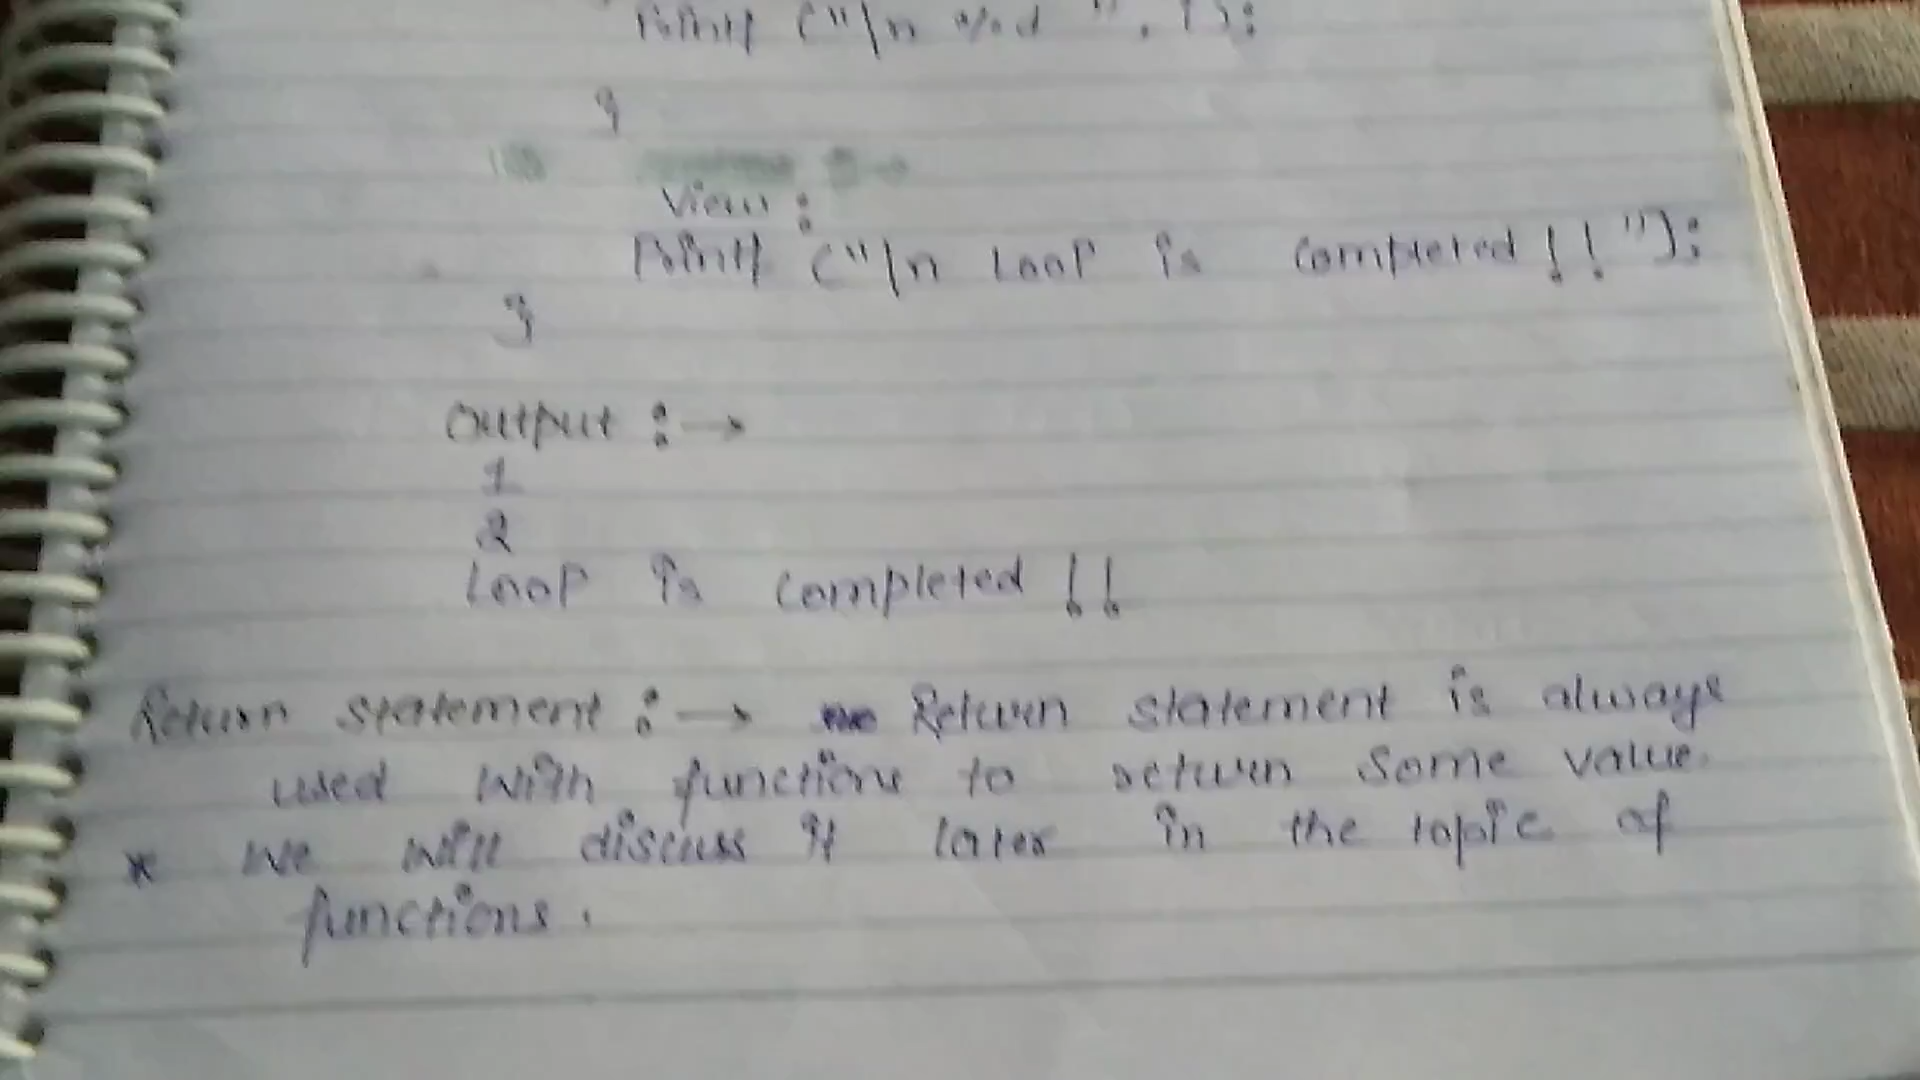 printf ("\n %d ", i);
}
View :
printf ("\n Loop is completed !! ");
}
Output :→
1
2
Loop is completed !!
Return statement :→ Return statement is always
used with functions to return some value.
* We will discuss it later in the topic of
functions.